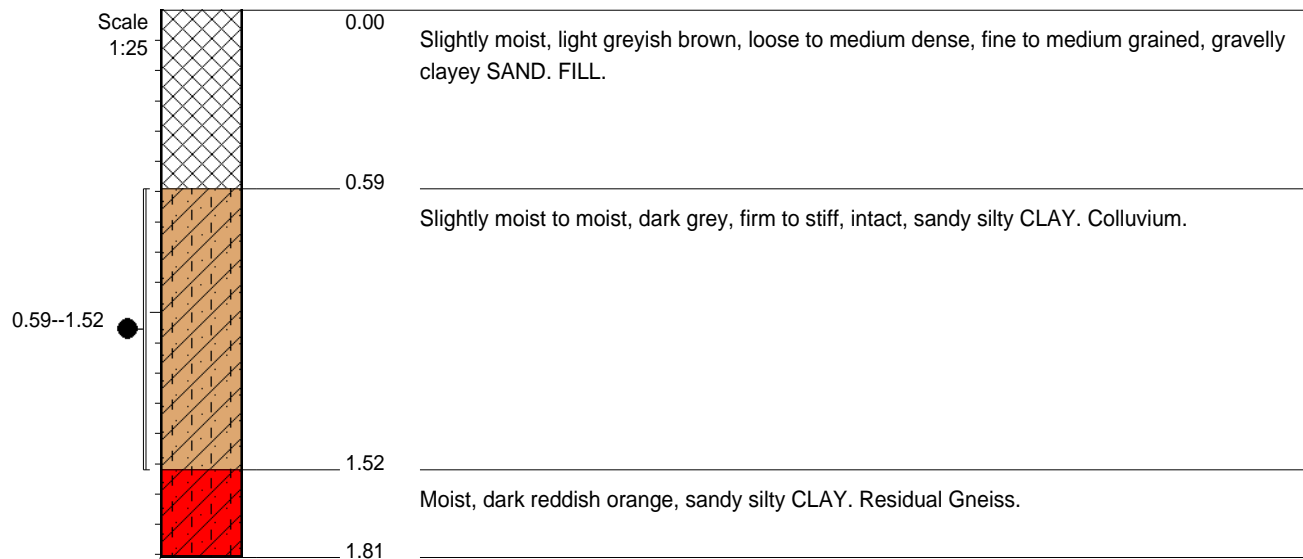 Scale
1:25
0.00
Slightly moist, light greyish brown, loose to medium dense, fine to medium grained, gravelly
clayey SAND. FILL.
0.59
Slightly moist to moist, dark grey, firm to stiff, intact, sandy silty CLAY. Colluvium.
0.59--1.52
1.52
Moist, dark reddish orange, sandy silty CLAY. Residual Gneiss.
1.81